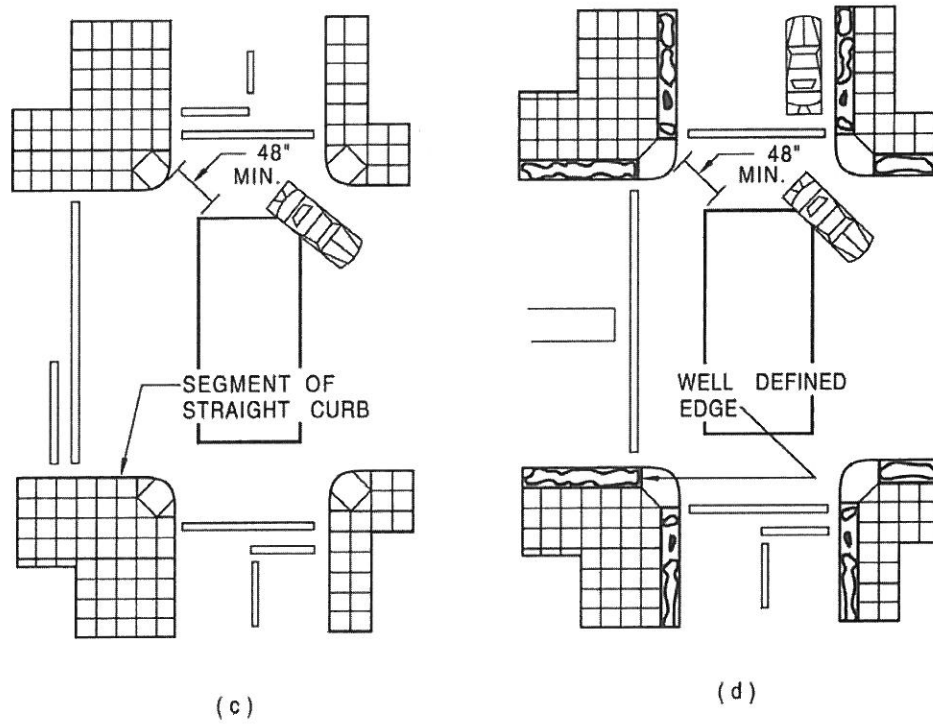 48"
MIN.
48"
MIN.
SEGMENT OF
STRAIGHT CURB
WELL DEFINED
EDGE
(c)
(d)